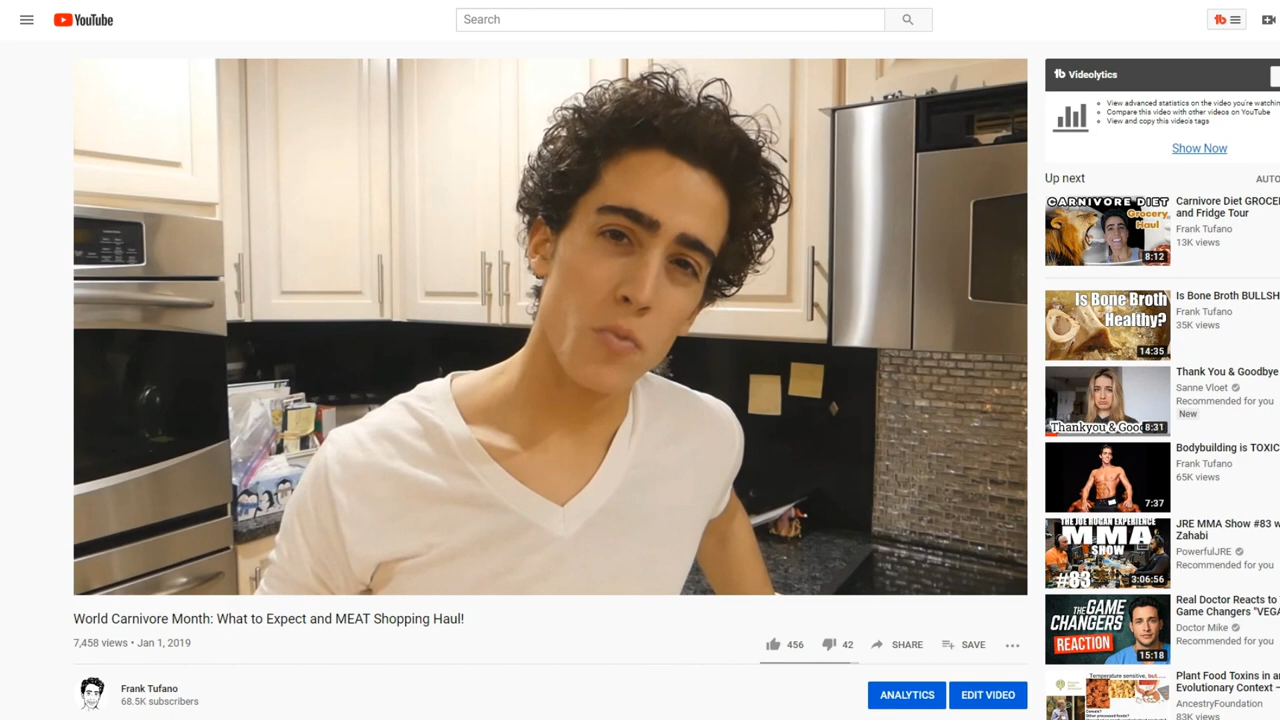 YouTube
Search
tb
World Carnivore Month: What to Expect and MEAT Shopping Haul!
7,458 views • Jan 1, 2019
456
42
SHARE
SAVE
Frank Tufano
68.5K subscribers
ANALYTICS
EDIT VIDEO
tb Videolytics
View advanced statistics on the video you're watchin
Compare this video with other videos on YouTube
View and copy this video's tags
Show Now
Up next
AUTO
CARNIVORE DIET
Grocery
Haul
8:12
Carnivore Diet GROCE
and Fridge Tour
Frank Tufano
13K views
Is Bone Broth
Healthy?
14:35
Is Bone Broth BULLSH
Frank Tufano
35K views
Thankyou & Goo
8:31
Thank You & Goodbye
Sanne Vloet
Recommended for you
New
7:37
Bodybuilding is TOXIC
Frank Tufano
65K views
THE JOE ROGAN EXPERIENCE
MMA
SHOW
#83
3:06:56
JRE MMA Show #83 w
Zahabi
PowerfulJRE
Recommended for you
THE GAME
CHANGERS
REACTION
15:18
Real Doctor Reacts to
Game Changers "VEGA
Doctor Mike
Recommended for you
Temperature sensitive, but.....
Plant Food Toxins in a
Evolutionary Context –
AncestryFoundation
83K views